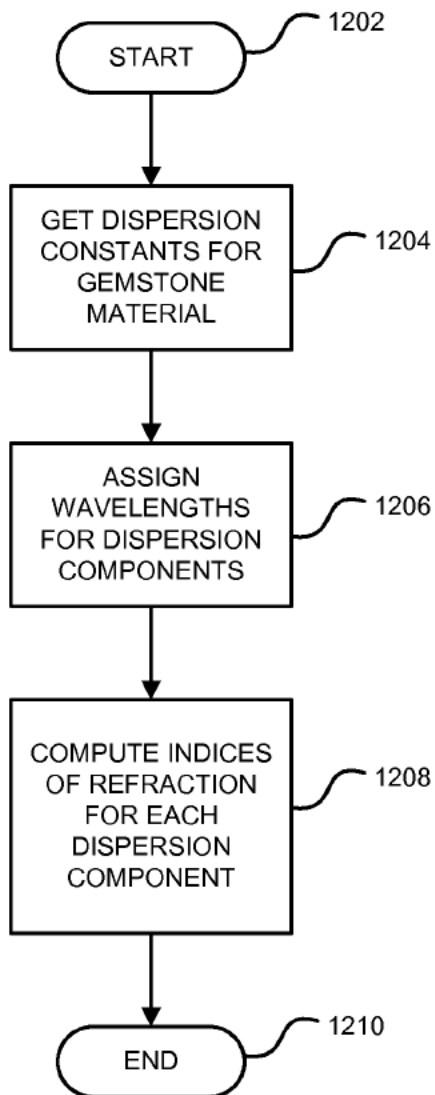 START
1202
GET DISPERSION
CONSTANTS FOR
GEMSTONE
MATERIAL
1204
ASSIGN
WAVELENGTHS
FOR DISPERSION
COMPONENTS
1206
COMPUTE INDICES
OF REFRACTION
FOR EACH
DISPERSION
COMPONENT
1208
END
1210